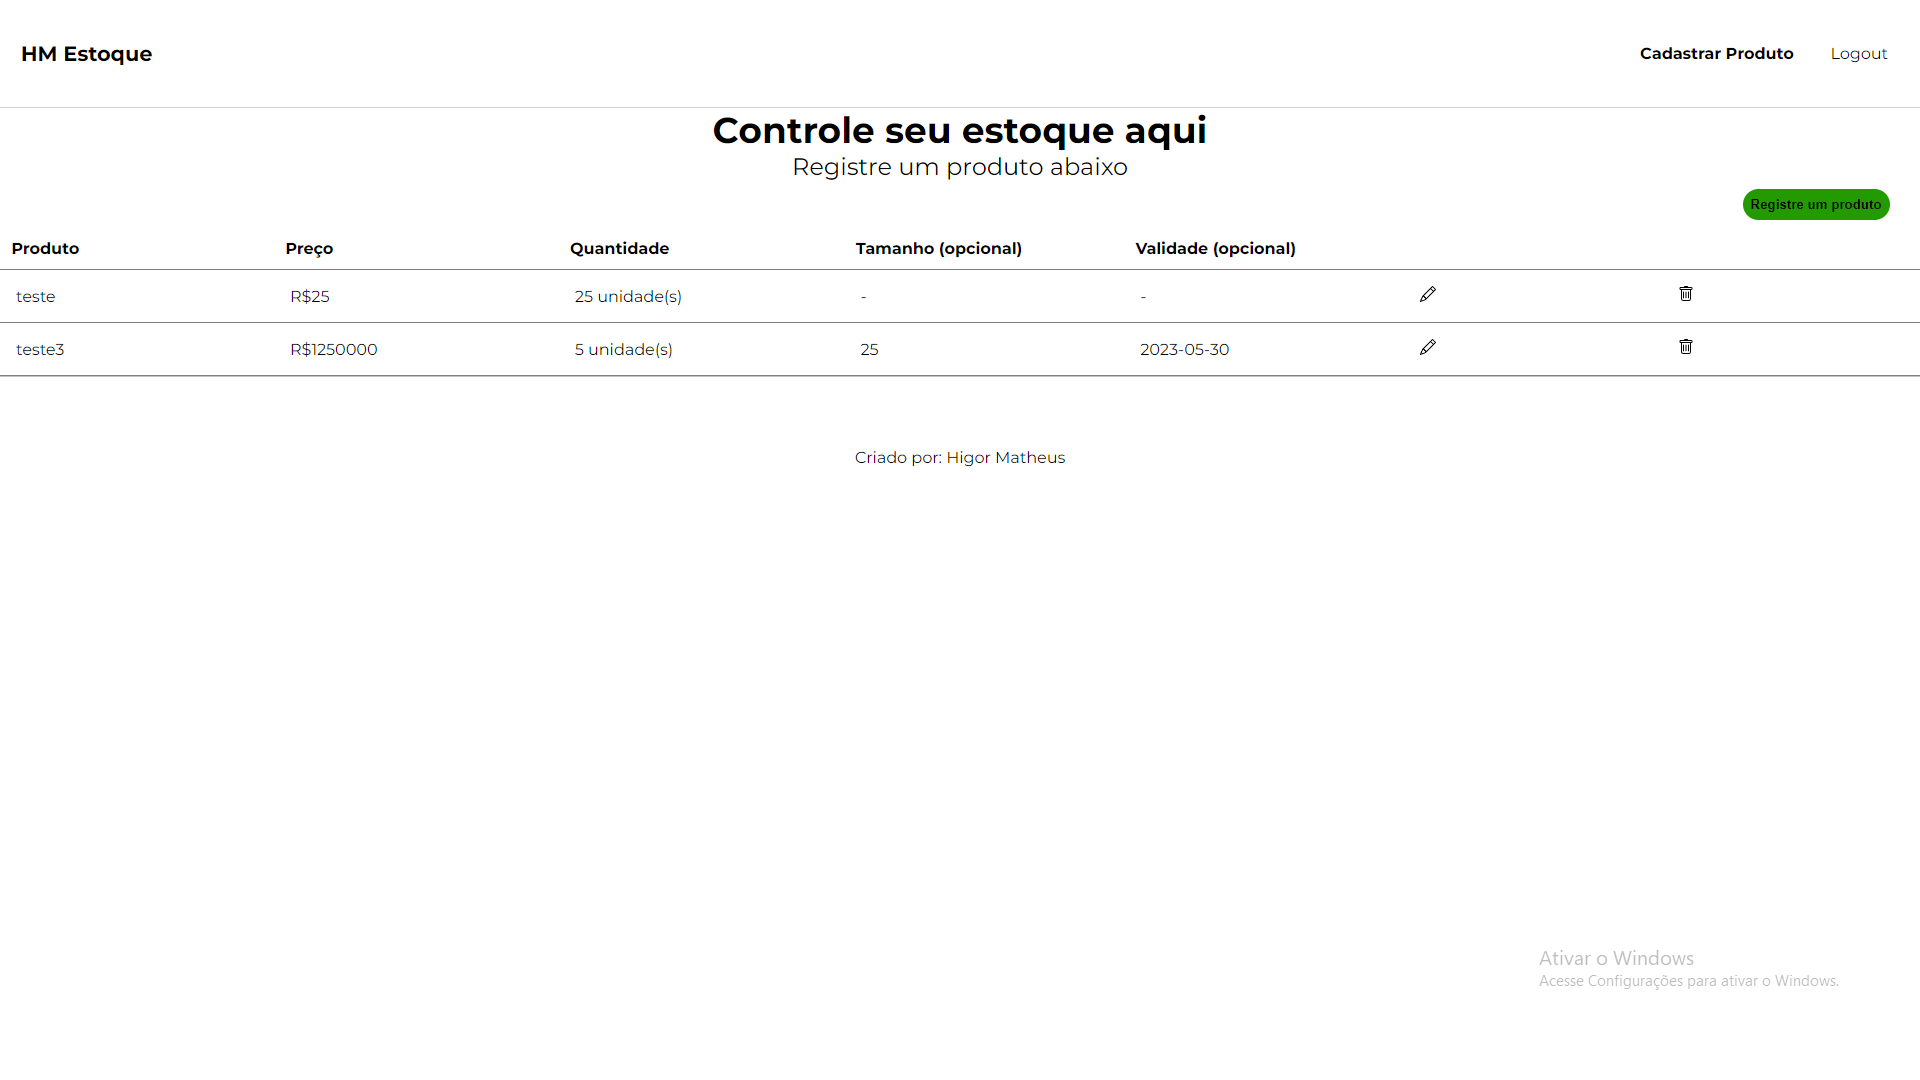 HM Estoque Cadastrar Produto Logout
Controle seu estoque aqui
Registre um produto abaixo
Registre um produto
Produto Preço Quantidade Tamanho (opcional) Validade (opcional)
teste R$25 25 unidade(s) - -
teste3 R$1250000 5 unidade(s) 25 2023-05-30
Criado por: Higor Matheus
Ativar o Windows
Acesse Configurações para ativar o Windows.